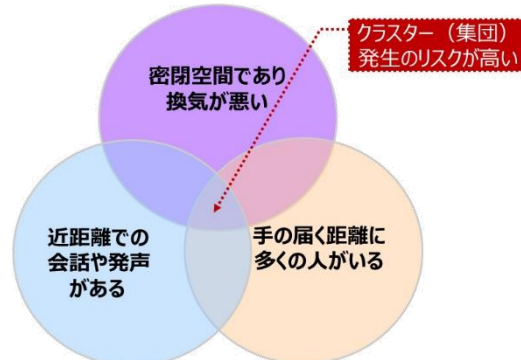 クラスター（集団）
発生のリスクが高い
密閉空間であり
換気が悪い
近距離での
会話や発声
がある
手の届く距離に
多くの人がいる